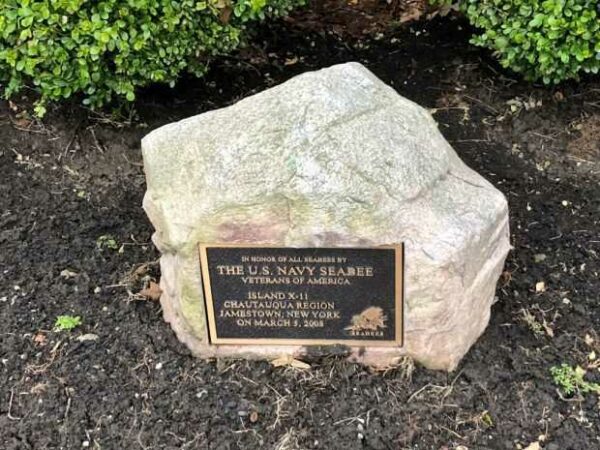 IN HONOR OF ALL SEABEES BY
THE U.S. NAVY SEABEE
VETERANS OF AMERICA
ISLAND X-11
CHAUTAUQUA REGION
JAMESTOWN, NEW YORK
ON MARCH 5, 2008
SEABEES